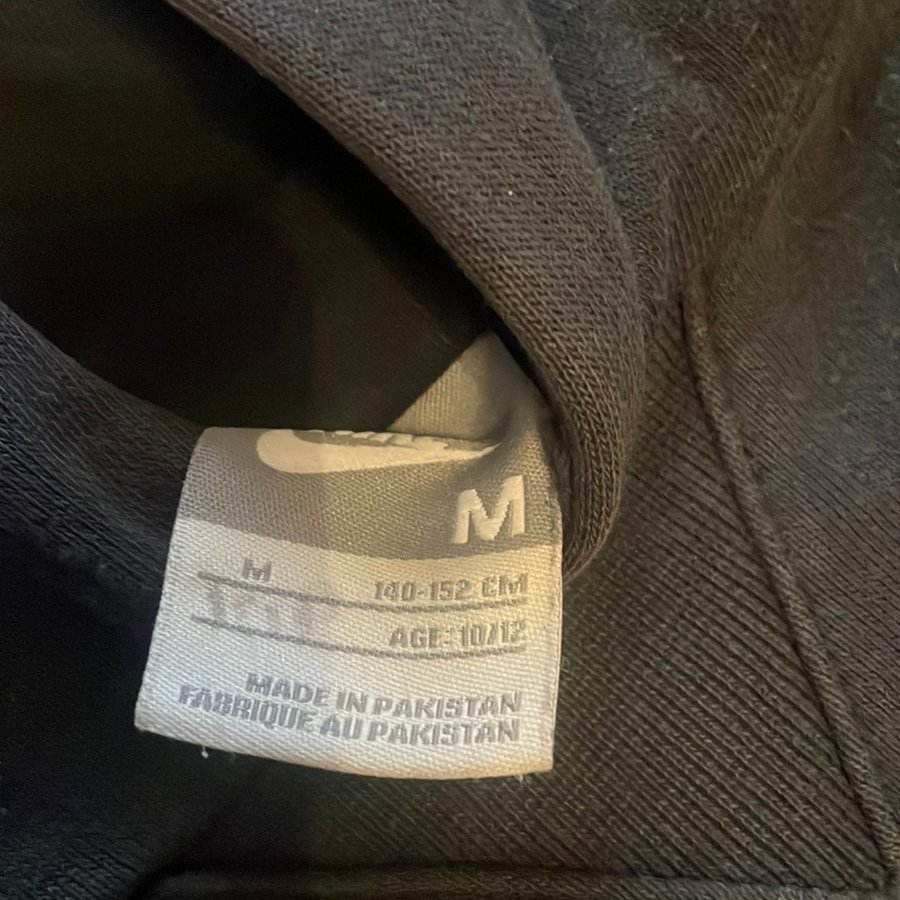 M
M 140-152 CM
AGE: 10/12
MADE IN PAKISTAN
FABRIQUE AU PAKISTAN